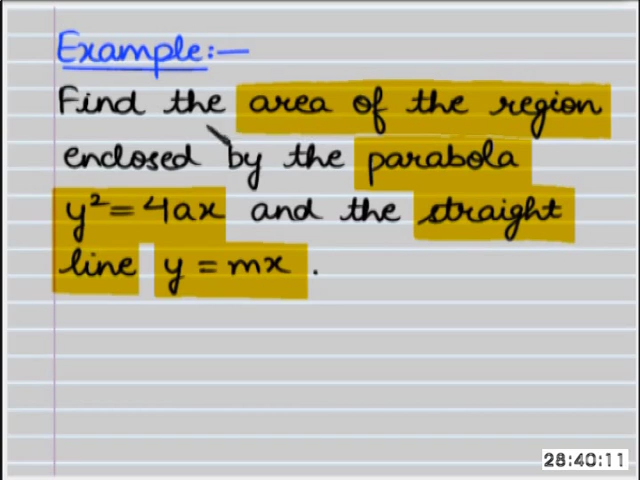 Example:—
Find the area of the region
enclosed by the parabola
y² = 4ax and the straight
line y = mx .
28:40:11